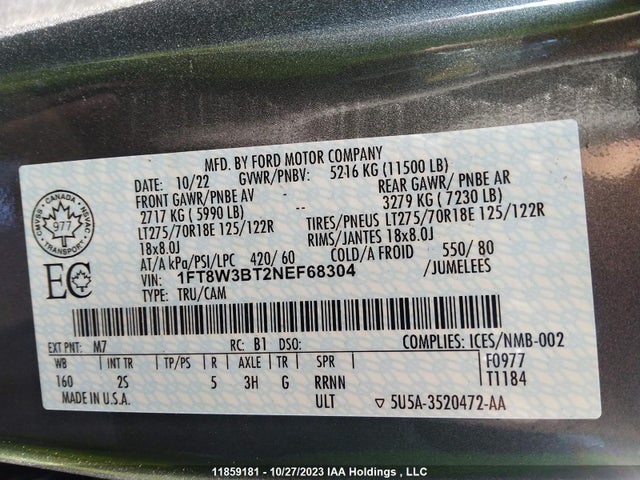 MFD. BY FORD MOTOR COMPANY
DATE: 10/22 GVWR/PNBV: 5216 KG (11500 LB)
FRONT GAWR/PNBE AV -- REAR GAWR/ PNBE AR
2717 KG ( 5990 LB) 3279 KG ( 7230 LB)
LT275/70R18E 125/122R TIRES/PNEUS LT275/70R18E 125/122R
18x8.0J RIMS/JANTES 18x8.0J
AT/A kPa/PSI/LPC 420/ 60 COLD/A FROID 550/ 80
VIN: 1FT8W3BT2NEF68304 /JUMELEES
TYPE: TRU/CAM
CANADA
CMVSS NSVAC
977
TRANSPORT
EC
EXT PNT: M7 RC: B1 DSO: COMPLIES: ICES/NMB-002
WB INT TR TP/PS R AXLE TR SPR F0977
160 2S 5 3H G RRNN T1184
MADE IN U.S.A. ULT ▽ 5U5A-3520472-AA
11859181 - 10/27/2023 IAA Holdings , LLC